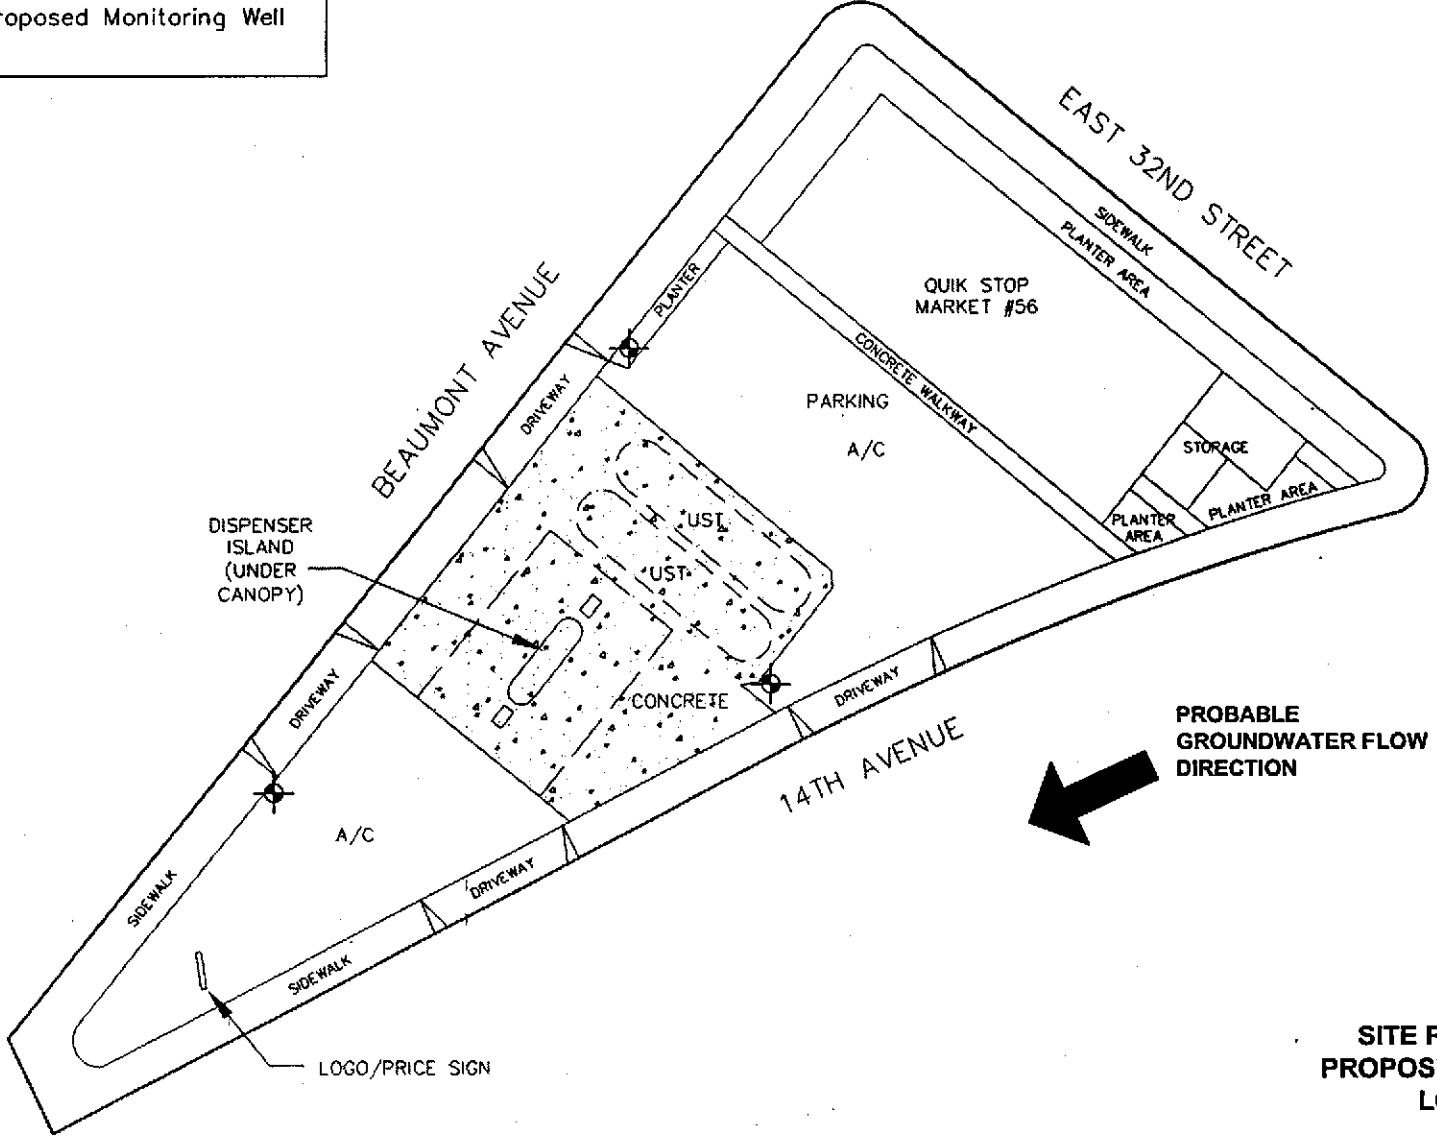 Proposed Monitoring Well
EAST 32ND STREET
SIDEWALK
PLANTER AREA
QUIK STOP
MARKET #56
PLANTER
BEAUMONT AVENUE
CONCRETE WALKWAY
DRIVEWAY
PARKING
A/C
STORAGE
PLANTER AREA
PLANTER
AREA
UST
UST
DISPENSER
ISLAND
(UNDER
CANOPY)
DRIVEWAY
CONCRETE
DRIVEWAY
14TH AVENUE
PROBABLE
GROUNDWATER FLOW
DIRECTION
A/C
DRIVEWAY
SIDEWALK
SIDEWALK
LOGO/PRICE SIGN
SITE
PROPOS